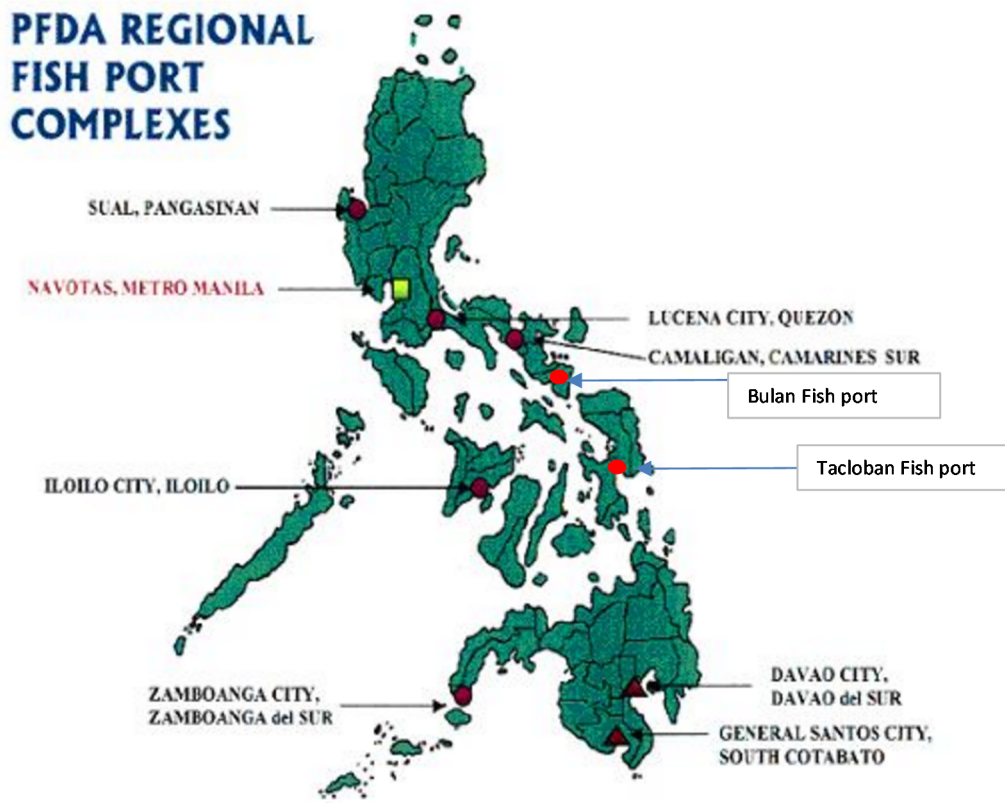 PFDA REGIONAL
FISH PORT
COMPLEXES
SUAL, PANGASINAN
NAVOTAS, METRO MANILA
LUCENA CITY, QUEZON
CAMALIGAN, CAMARINES SUR
Bulan Fish port
Tacloban Fish port
ILOILO CITY, ILOILO
ZAMBOANGA CITY,
ZAMBOANGA del SUR
DAVAO CITY,
DAVAO del SUR
GENERAL SANTOS CITY,
SOUTH COTABATO